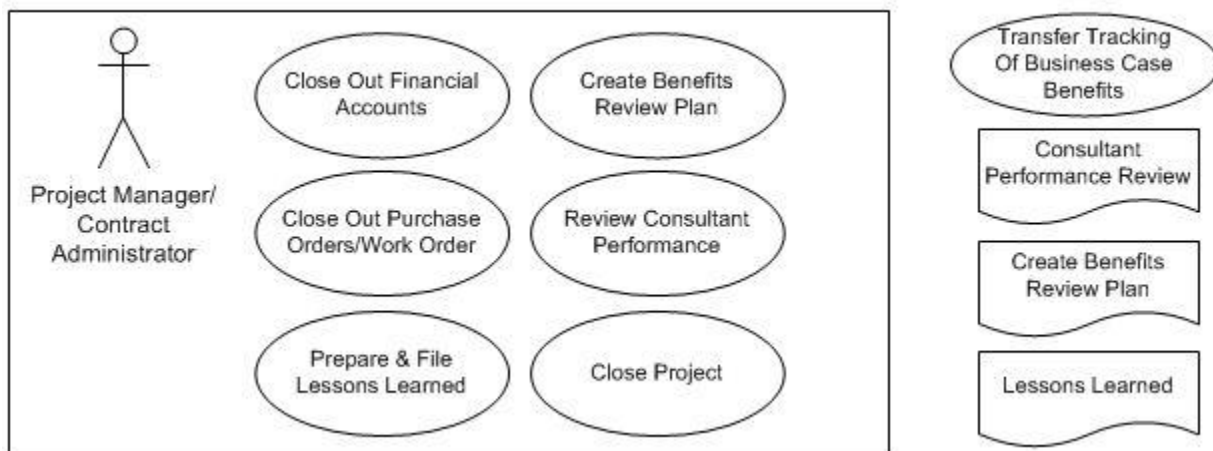 Project Manager/
Contract
Administrator
Close Out Financial
Accounts
Create Benefits
Review Plan
Close Out Purchase
Orders/Work Order
Review Consultant
Performance
Prepare & File
Lessons Learned
Close Project
Transfer Tracking
Of Business Case
Benefits
Consultant
Performance Review
Create Benefits
Review Plan
Lessons Learned